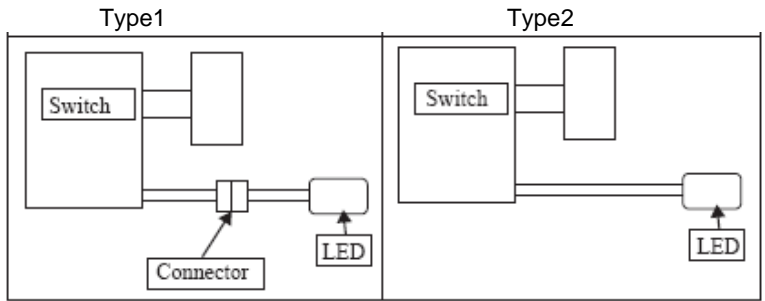 Type1
Type2
Switch
Switch
LED
LED
Connector